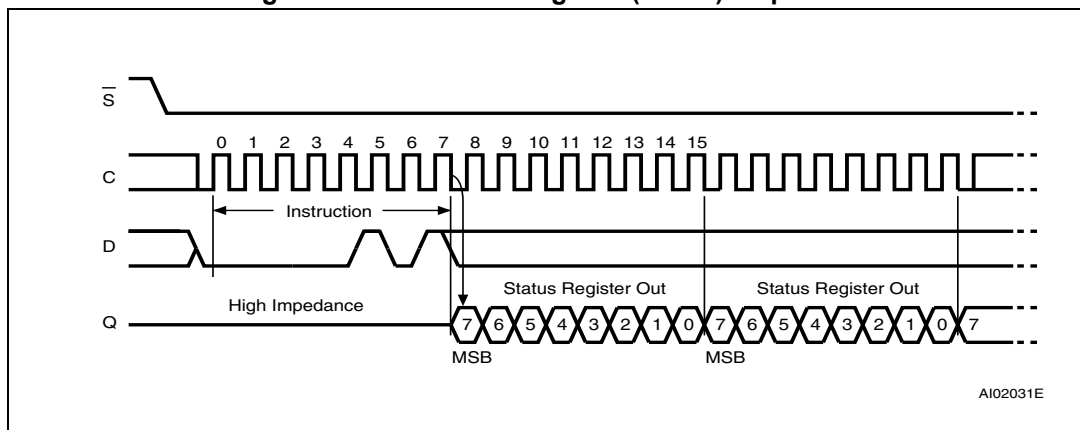 S
0 1 2 3 4 5 6 7 8 9 10 11 12 13 14 15
C
Instruction
D
High Impedance
Status Register Out
Status Register Out
Q
7 6 5 4 3 2 1 0 7 6 5 4 3 2 1 0 7
MSB
MSB
AI02031E